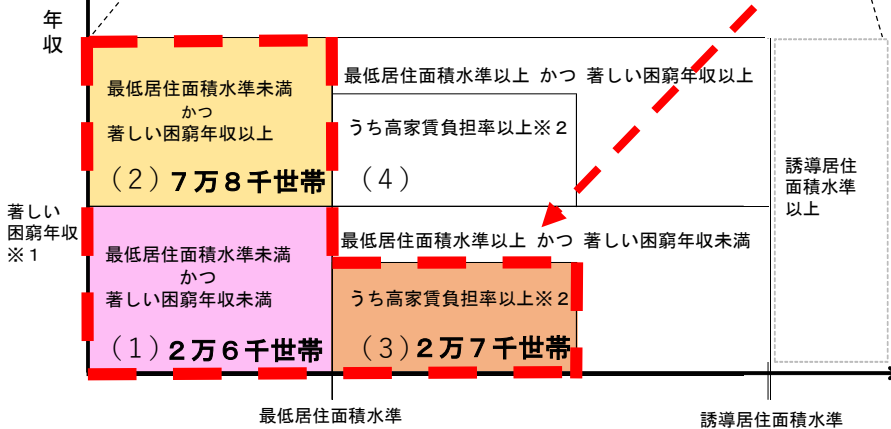 年
収
最低居住面積水準未満
かつ
著しい困窮年収以上
（２）７万８千世帯
最低居住面積水準以上 かつ 著しい困窮年収以上
うち高家賃負担率以上※２
（４）
誘導居住
面積水準
以上
著しい
困窮年収
※１
最低居住面積水準未満
かつ
著しい困窮年収未満
（１）２万６千世帯
最低居住面積水準以上 かつ 著しい困窮年収未満
うち高家賃負担率以上※２
（３）２万７千世帯
最低居住面積水準
誘導居住面積水準